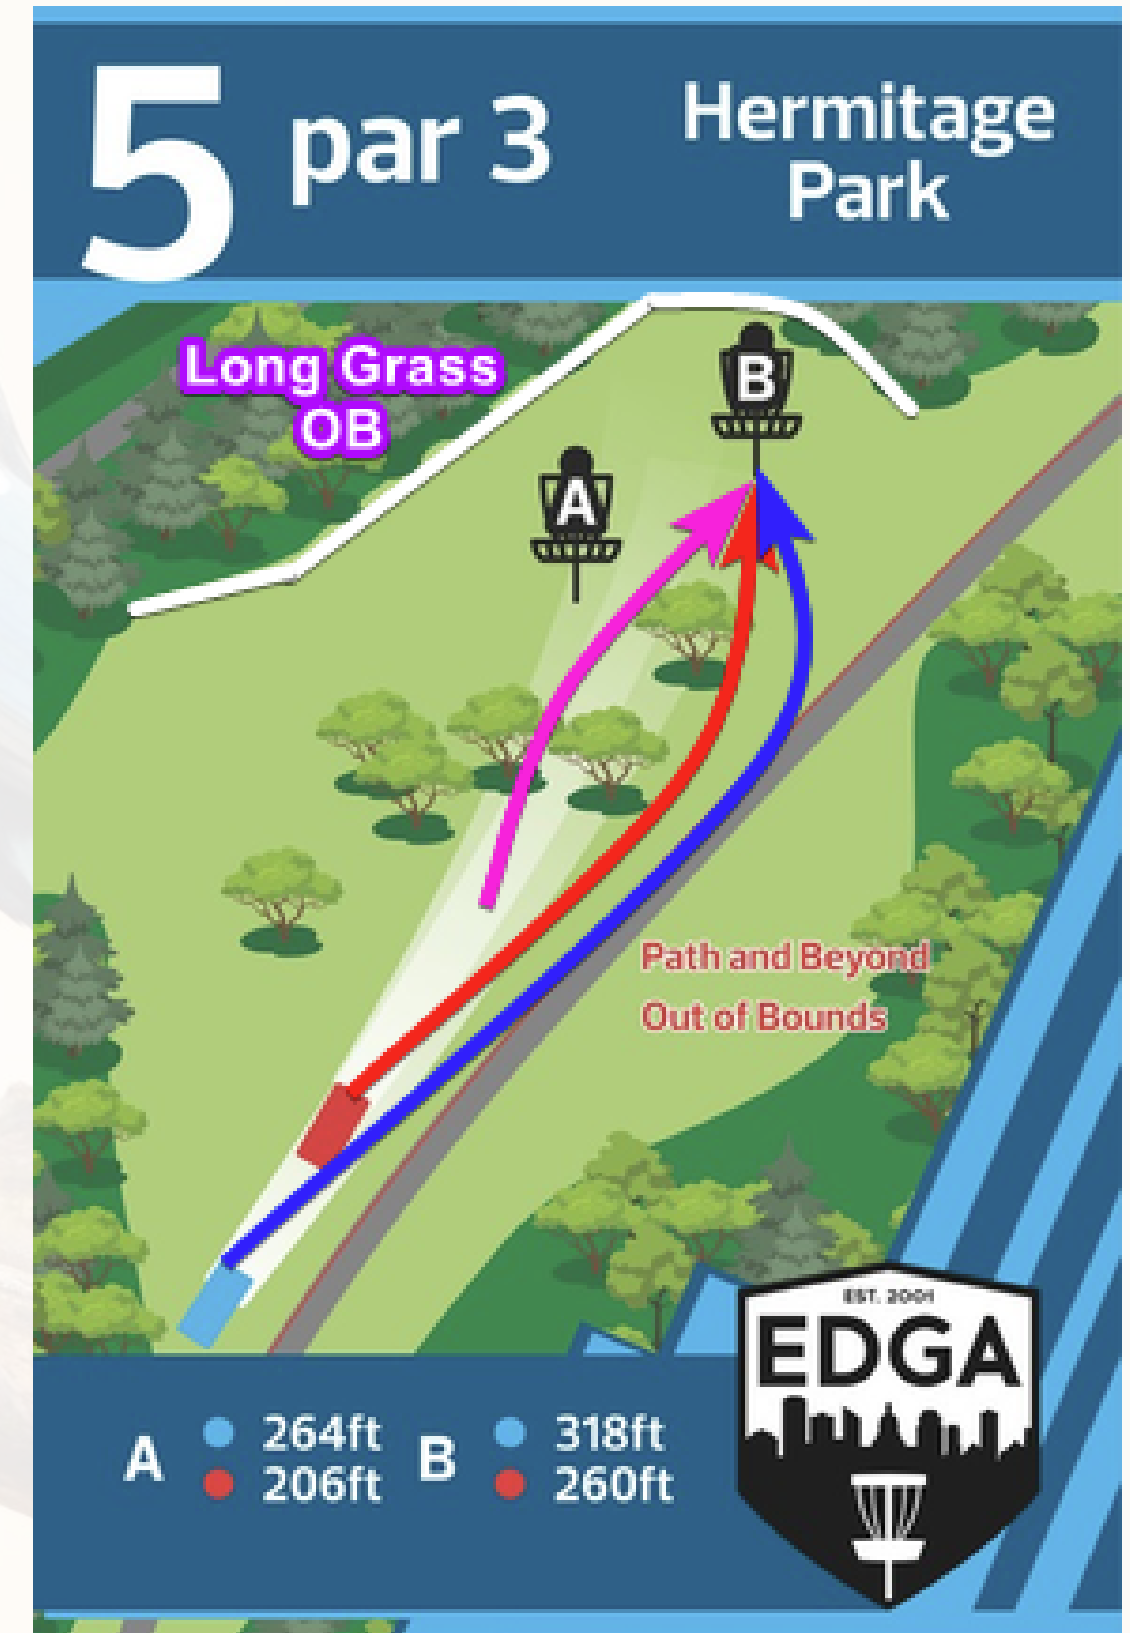 5 par 3
Hermitage
Park
Long Grass
OB
B
A
Path and Beyond
Out of Bounds
EST. 2001
EDGA
A 264ft B 318ft
206ft 260ft